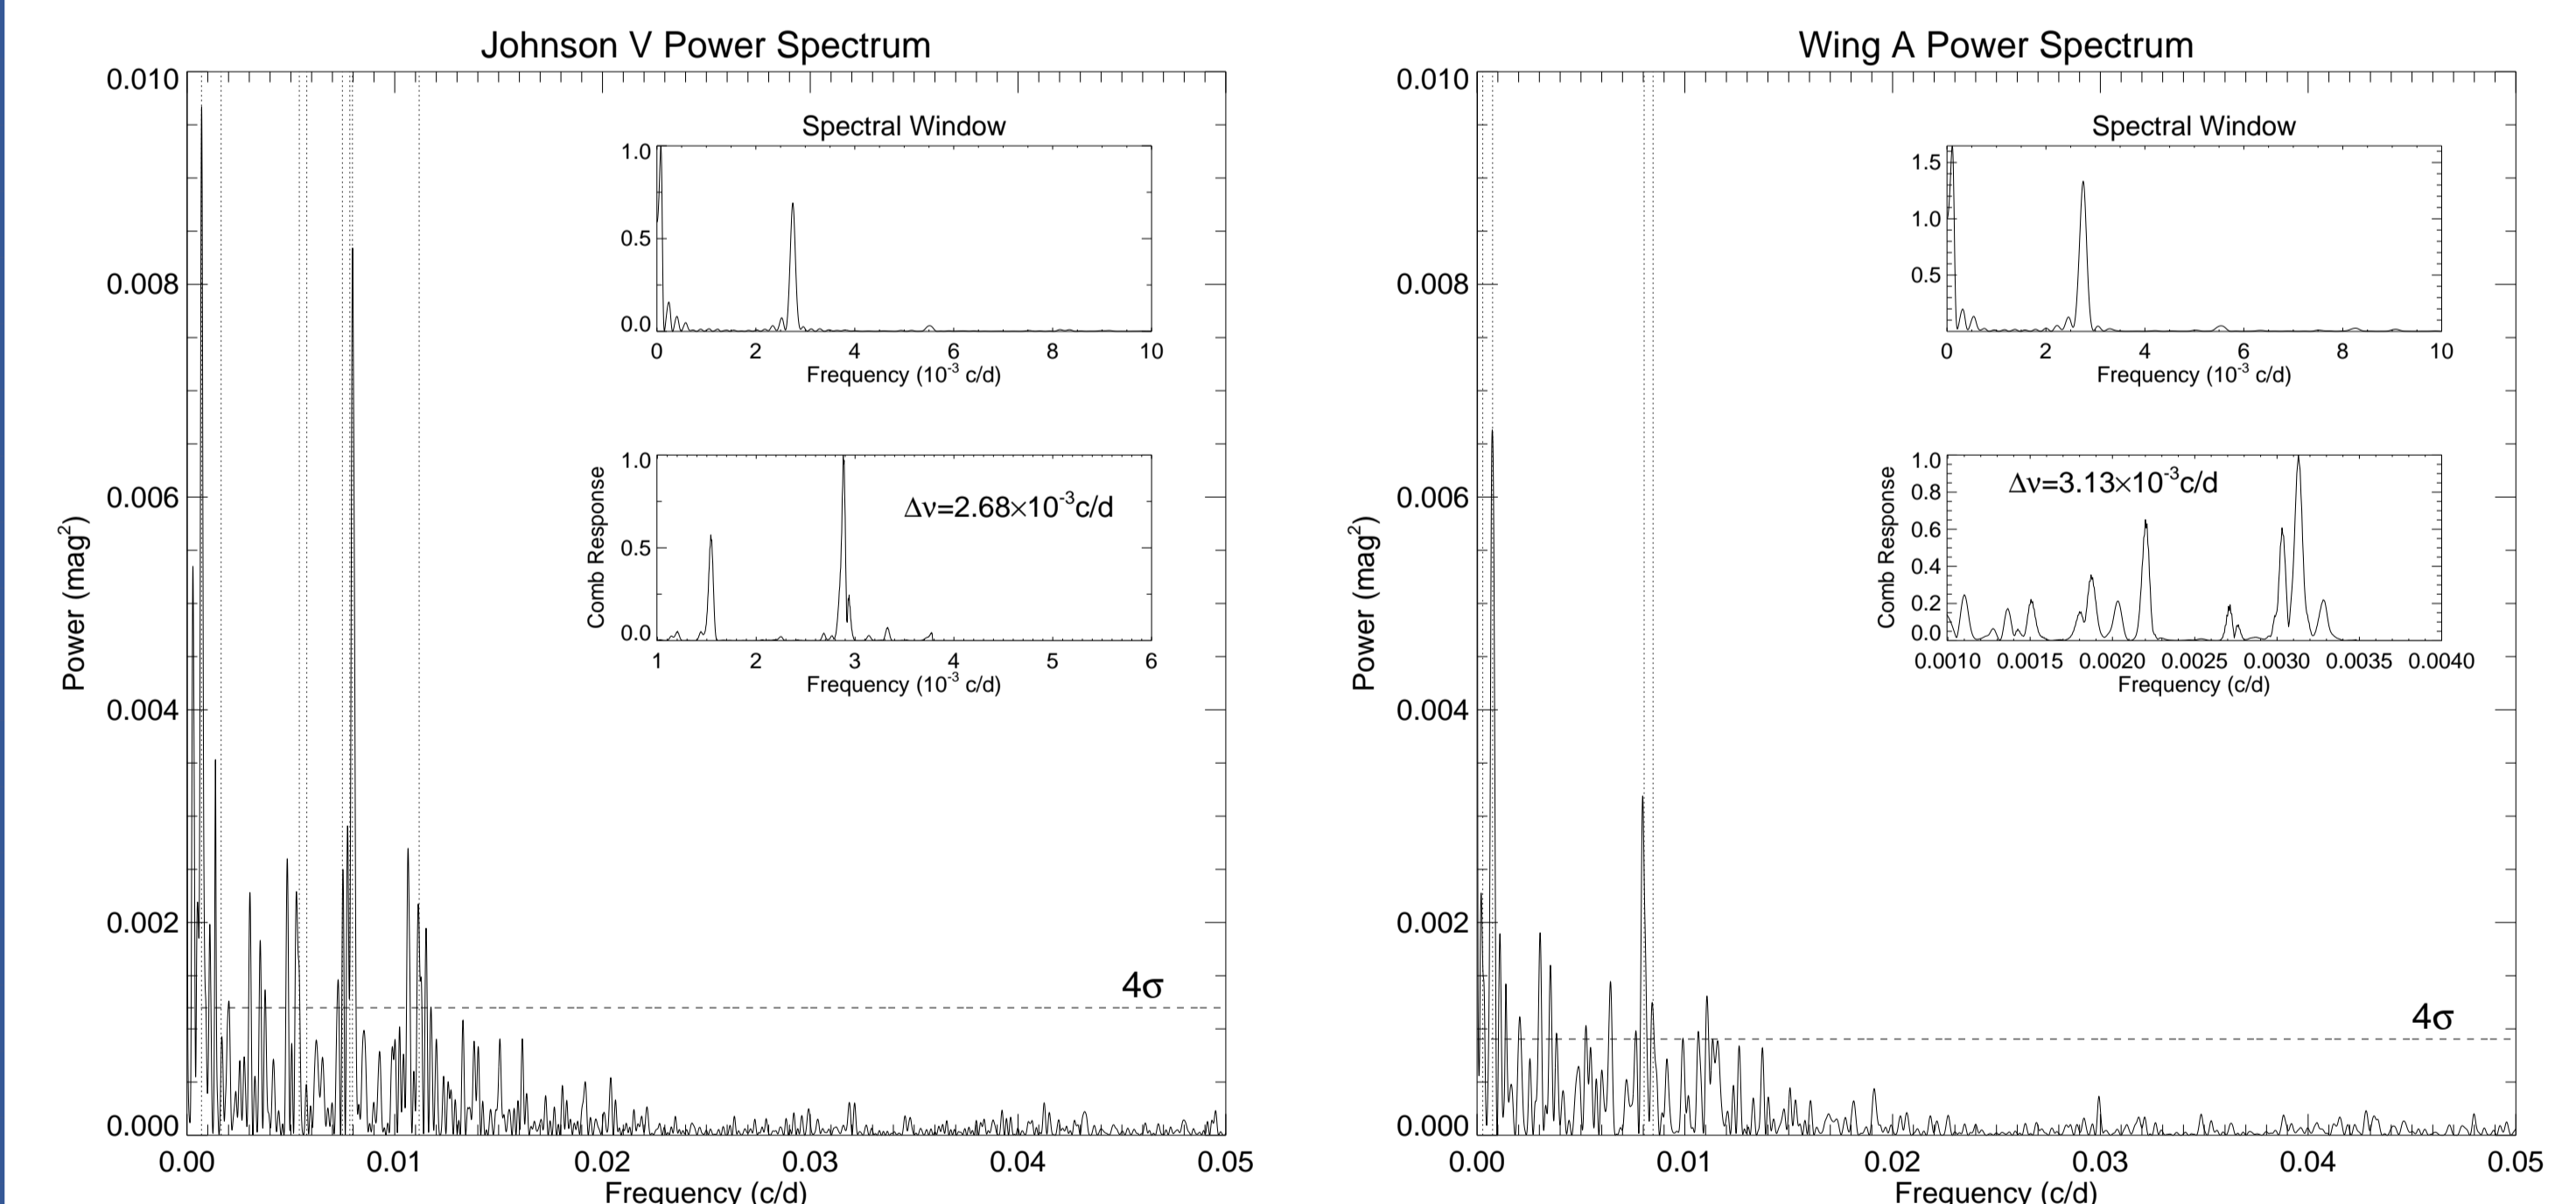 Johnson V Power Spectrum
0.010
0.008
0.006
0.004
0.002
0.000
Power (mag²)
0.00 0.01 0.02 0.03 0.04 0.05
Frequency (c/d)
4σ
Spectral Window
1.0
0.5
0.0
0 2 4 6 8 10
Frequency (10⁻³ c/d)
Comb Response
1.0
0.5
0.0
Δν=2.68×10⁻³c/d
1 2 3 4 5 6
Frequency (10⁻³ c/d)
Wing A Power Spectrum
0.010
0.008
0.006
0.004
0.002
0.000
Power (mag²)
0.00 0.01 0.02 0.03 0.04 0.05
Frequency (c/d)
4σ
Spectral Window
1.5
1.0
0.5
0 2 4 6 8 10
Frequency (10⁻³ c/d)
Comb Response
1.0
0.8
0.6
0.4
0.2
0.0
Δν=3.13×10⁻³c/d
0.0010 0.0015 0.0020 0.0025 0.0030 0.0035 0.0040
Frequency (c/d)